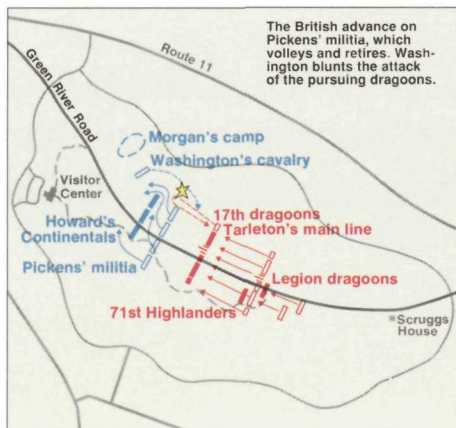 The British advance on
Pickens' militia, which
volleys and retires. Wash-
ington blunts the attack
of the pursuing dragoons.
Route 11
Green River Road
Morgan's camp
Washington's cavalry
Visitor
Center
17th dragoons
Tarleton's main line
Howard's
Continentals
Pickens' militia
Legion dragoons
71st Highlanders
Scruggs
House